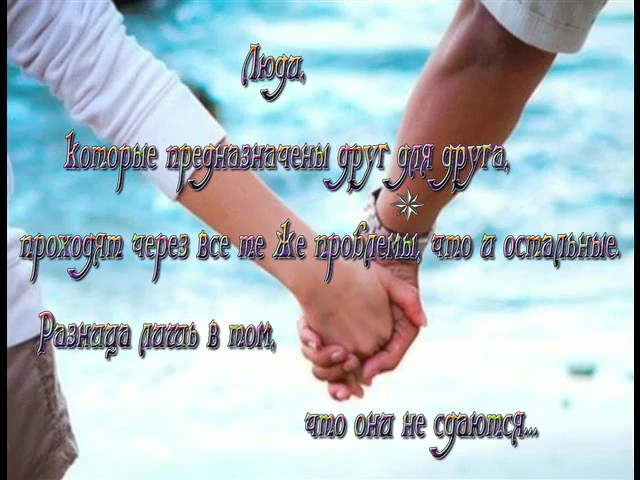 Люди,
которые предназначены друг для друга,
проходят через все те же проблемы, что и остальные.
Разница лишь в том,
что они не сдаются...